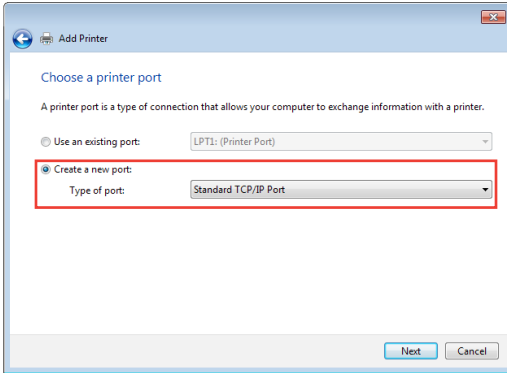 Add Printer
Choose a printer port
A printer port is a type of connection that allows your computer to exchange information with a printer.
Use an existing port: LPT1: (Printer Port)
Create a new port:
Type of port: Standard TCP/IP Port
Next Cancel